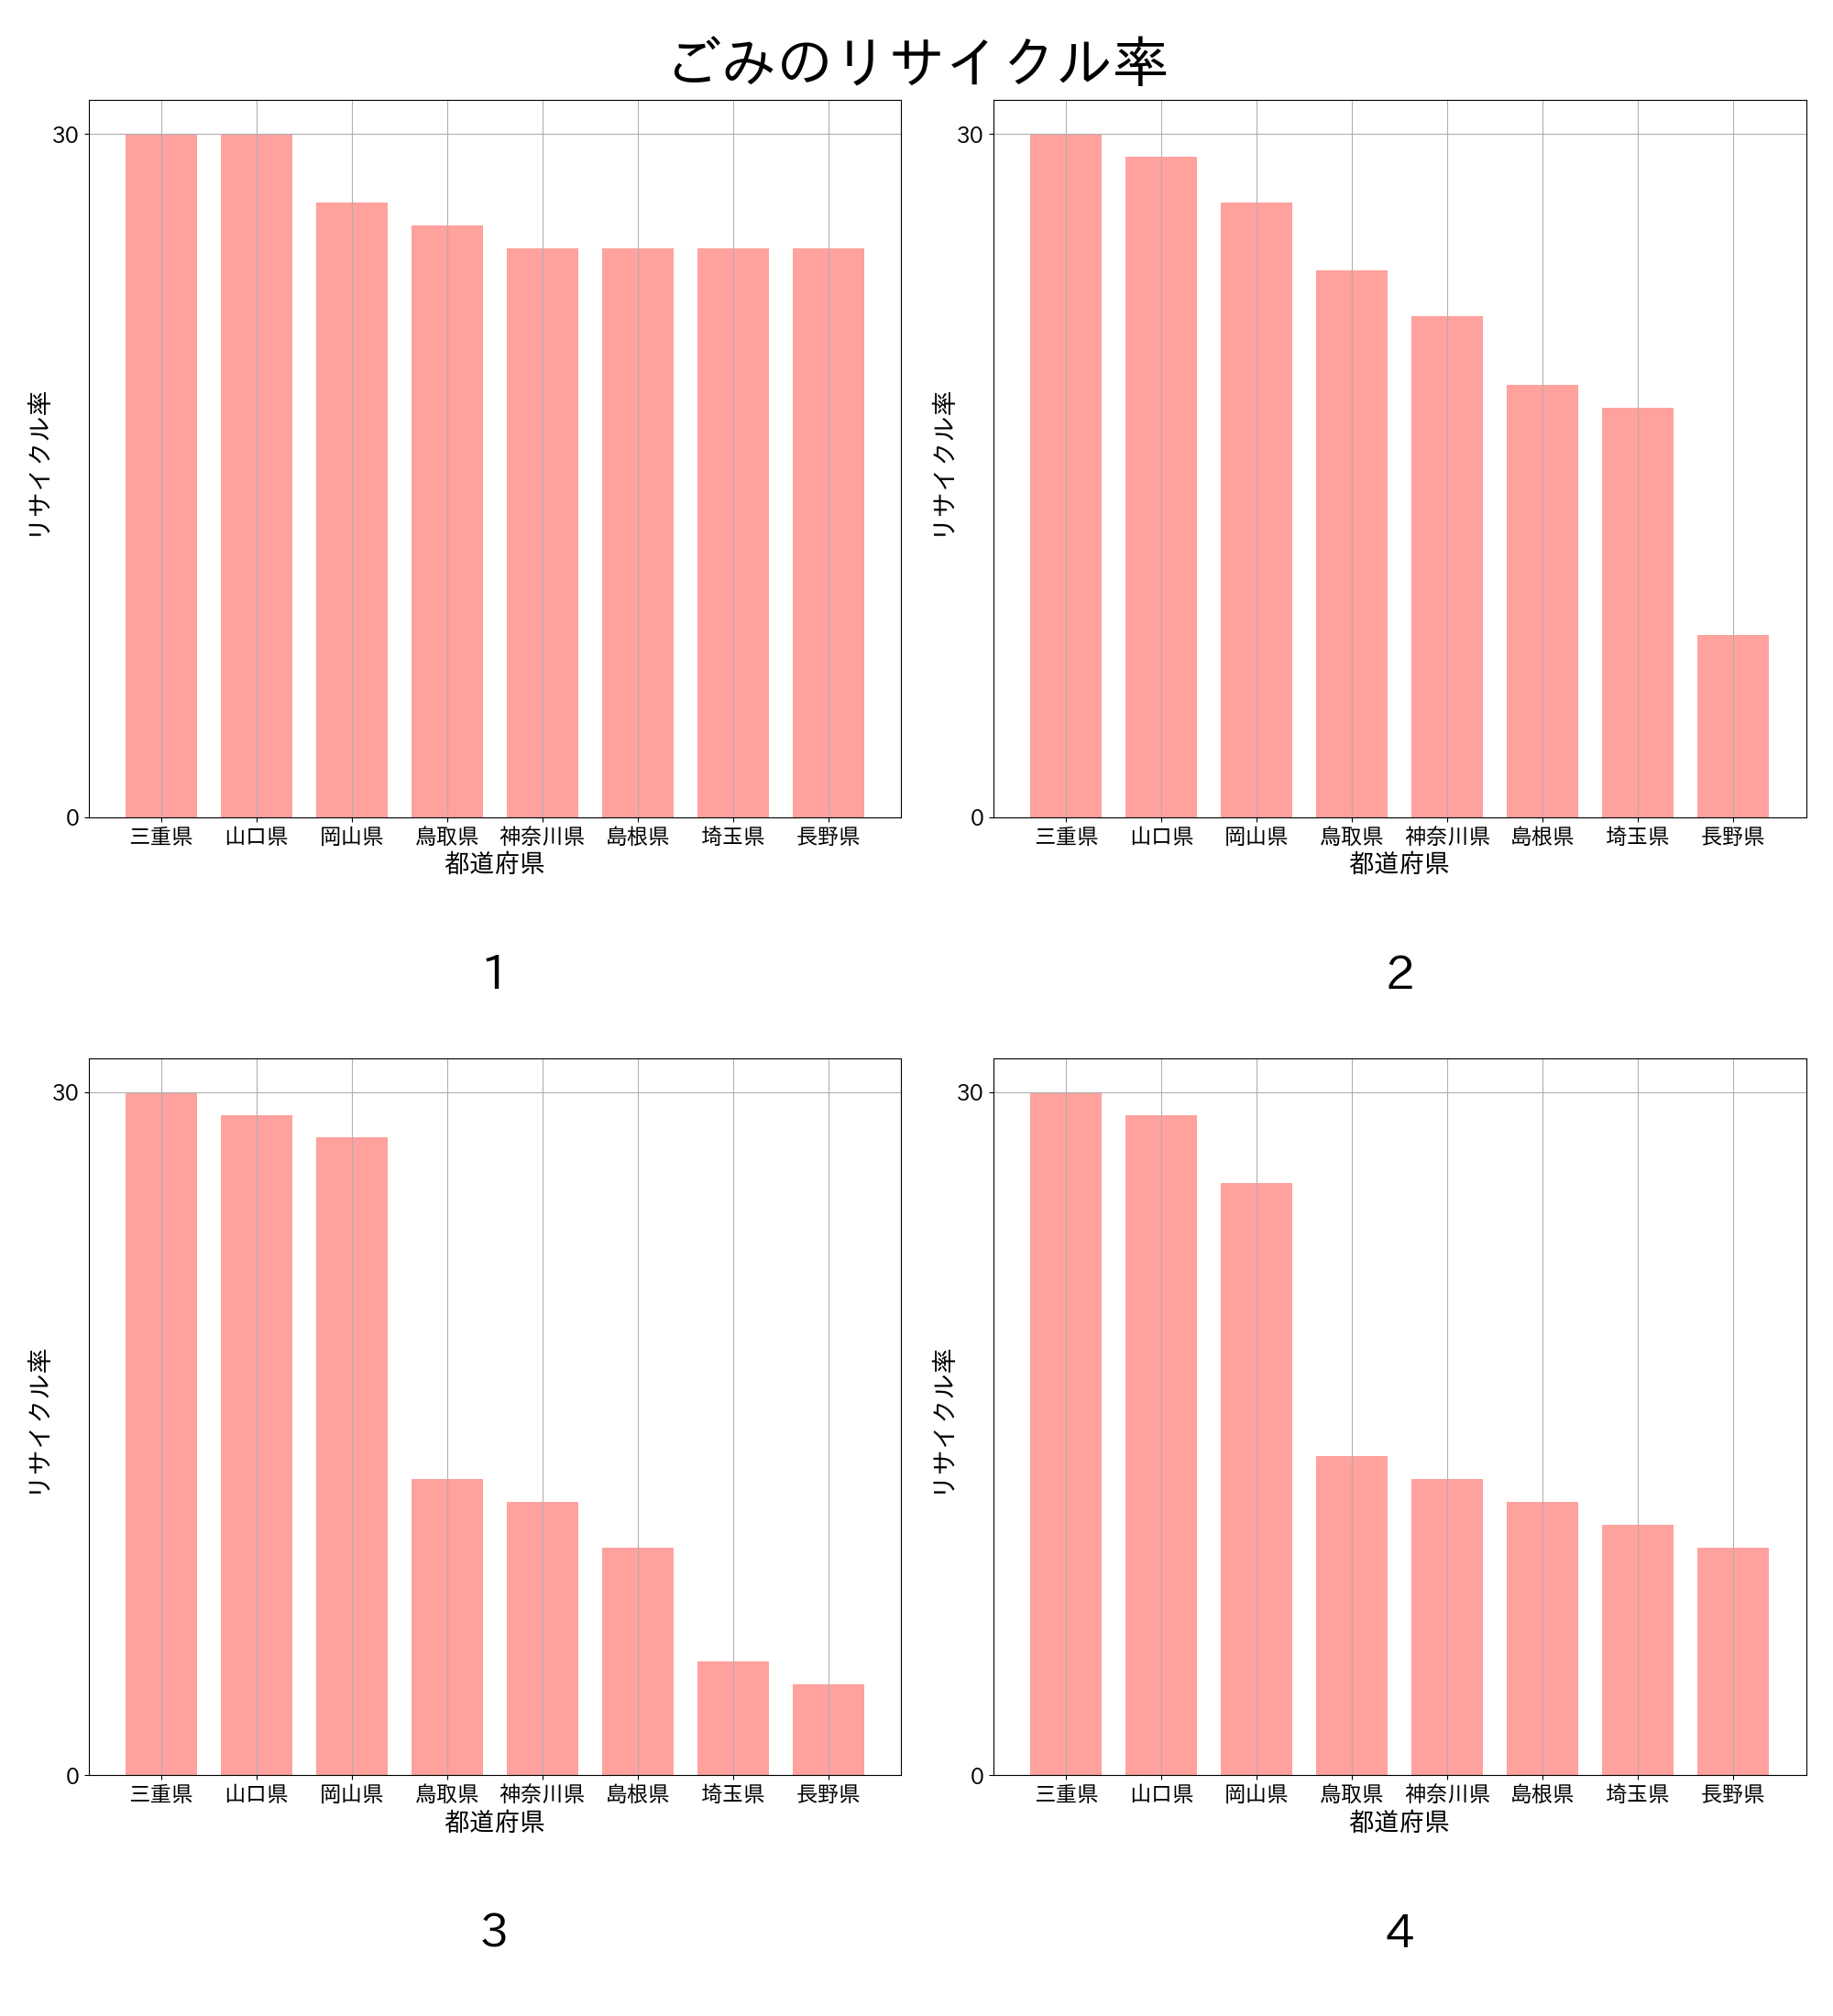 ごみのリサイクル率
30
0
リサイクル率
三重県 山口県 岡山県 鳥取県 神奈川県 島根県 埼玉県 長野県
都道府県
1
30
0
リサイクル率
三重県 山口県 岡山県 鳥取県 神奈川県 島根県 埼玉県 長野県
都道府県
2
30
0
リサイクル率
三重県 山口県 岡山県 鳥取県 神奈川県 島根県 埼玉県 長野県
都道府県
3
30
0
リサイクル率
三重県 山口県 岡山県 鳥取県 神奈川県 島根県 埼玉県 長野県
都道府県
4